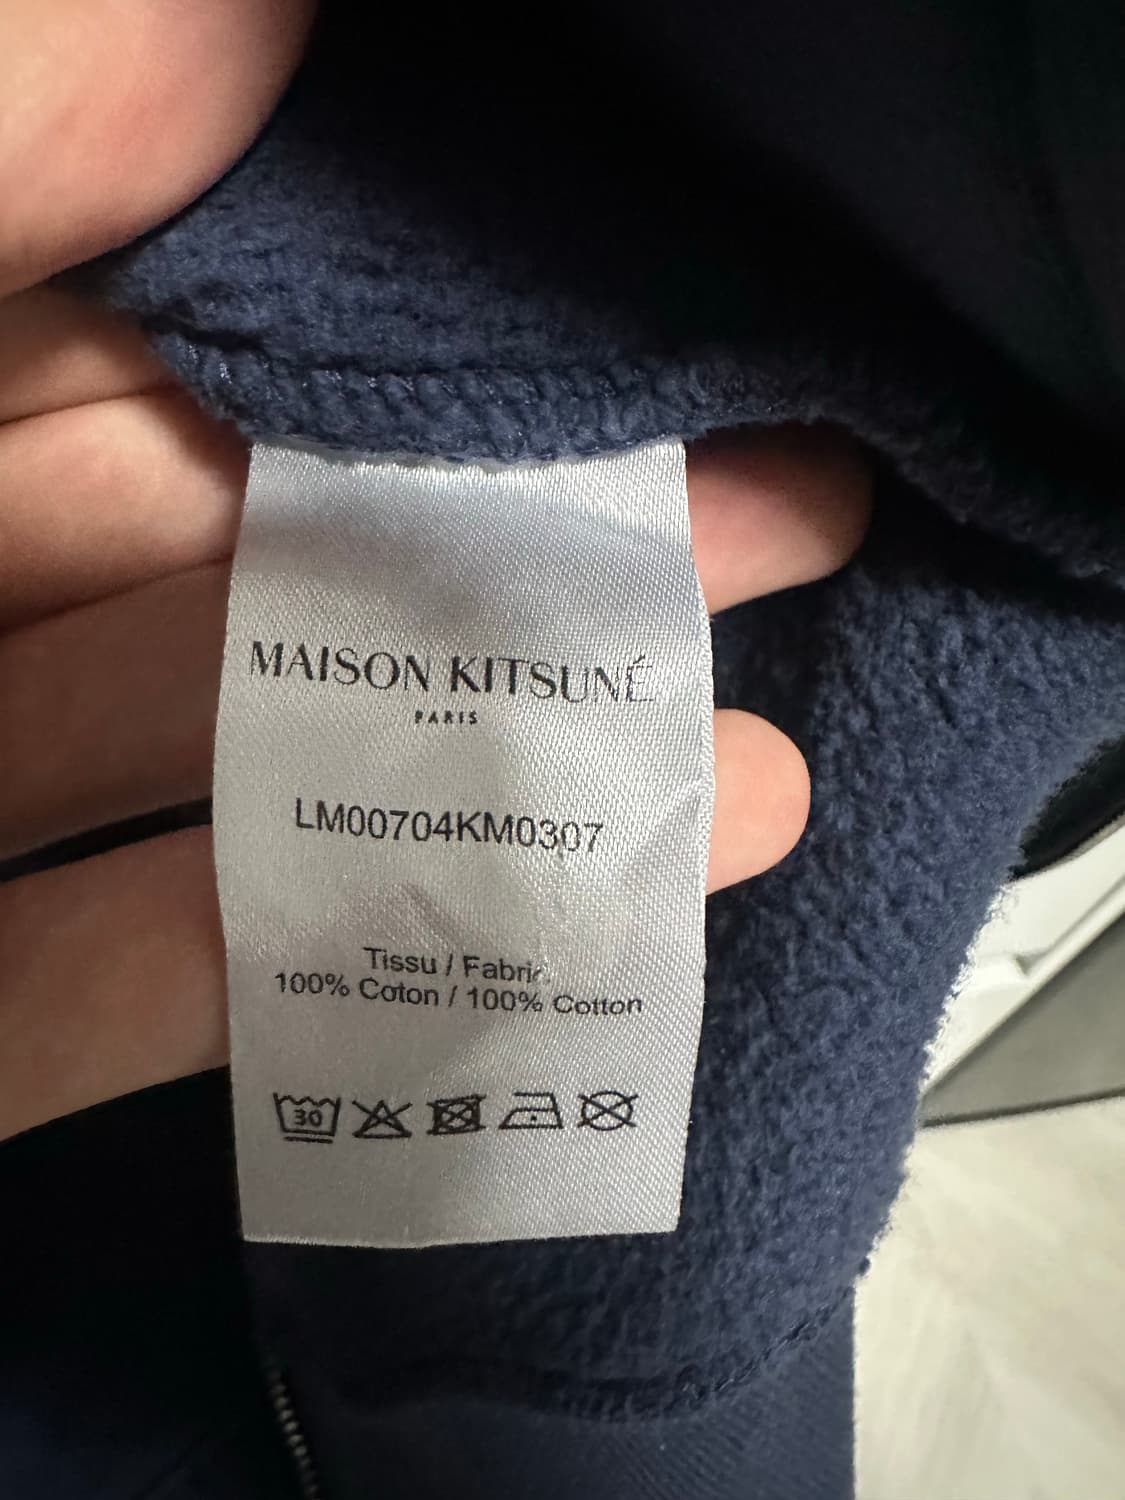 MAISON KITSUNÉ
PARIS
LM00704KM0307
Tissu / Fabric
100% Coton / 100% Cotton
30